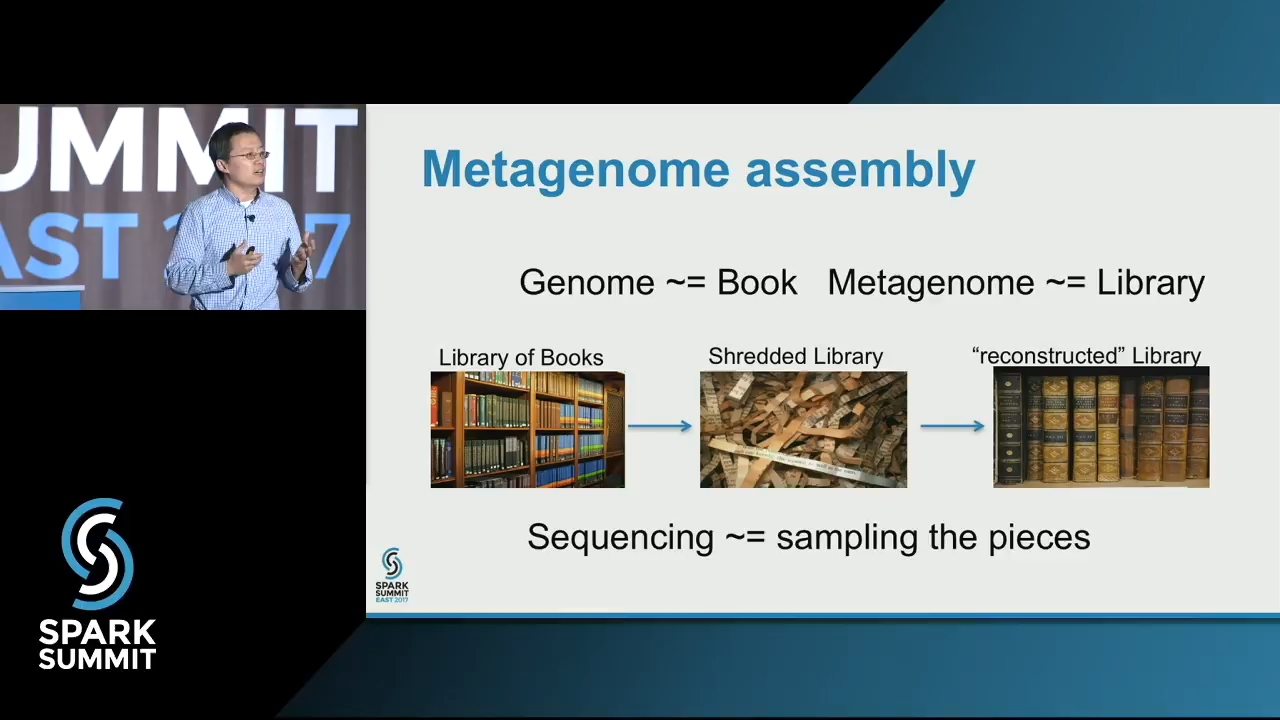 UMMIT
AST 2017
Metagenome assembly
Genome ~= Book Metagenome ~= Library
Library of Books
Shredded Library
“reconstructed” Library
Sequencing ~= sampling the pieces
SPARK
SUMMIT
EAST 2017
SPARK
SUMMIT